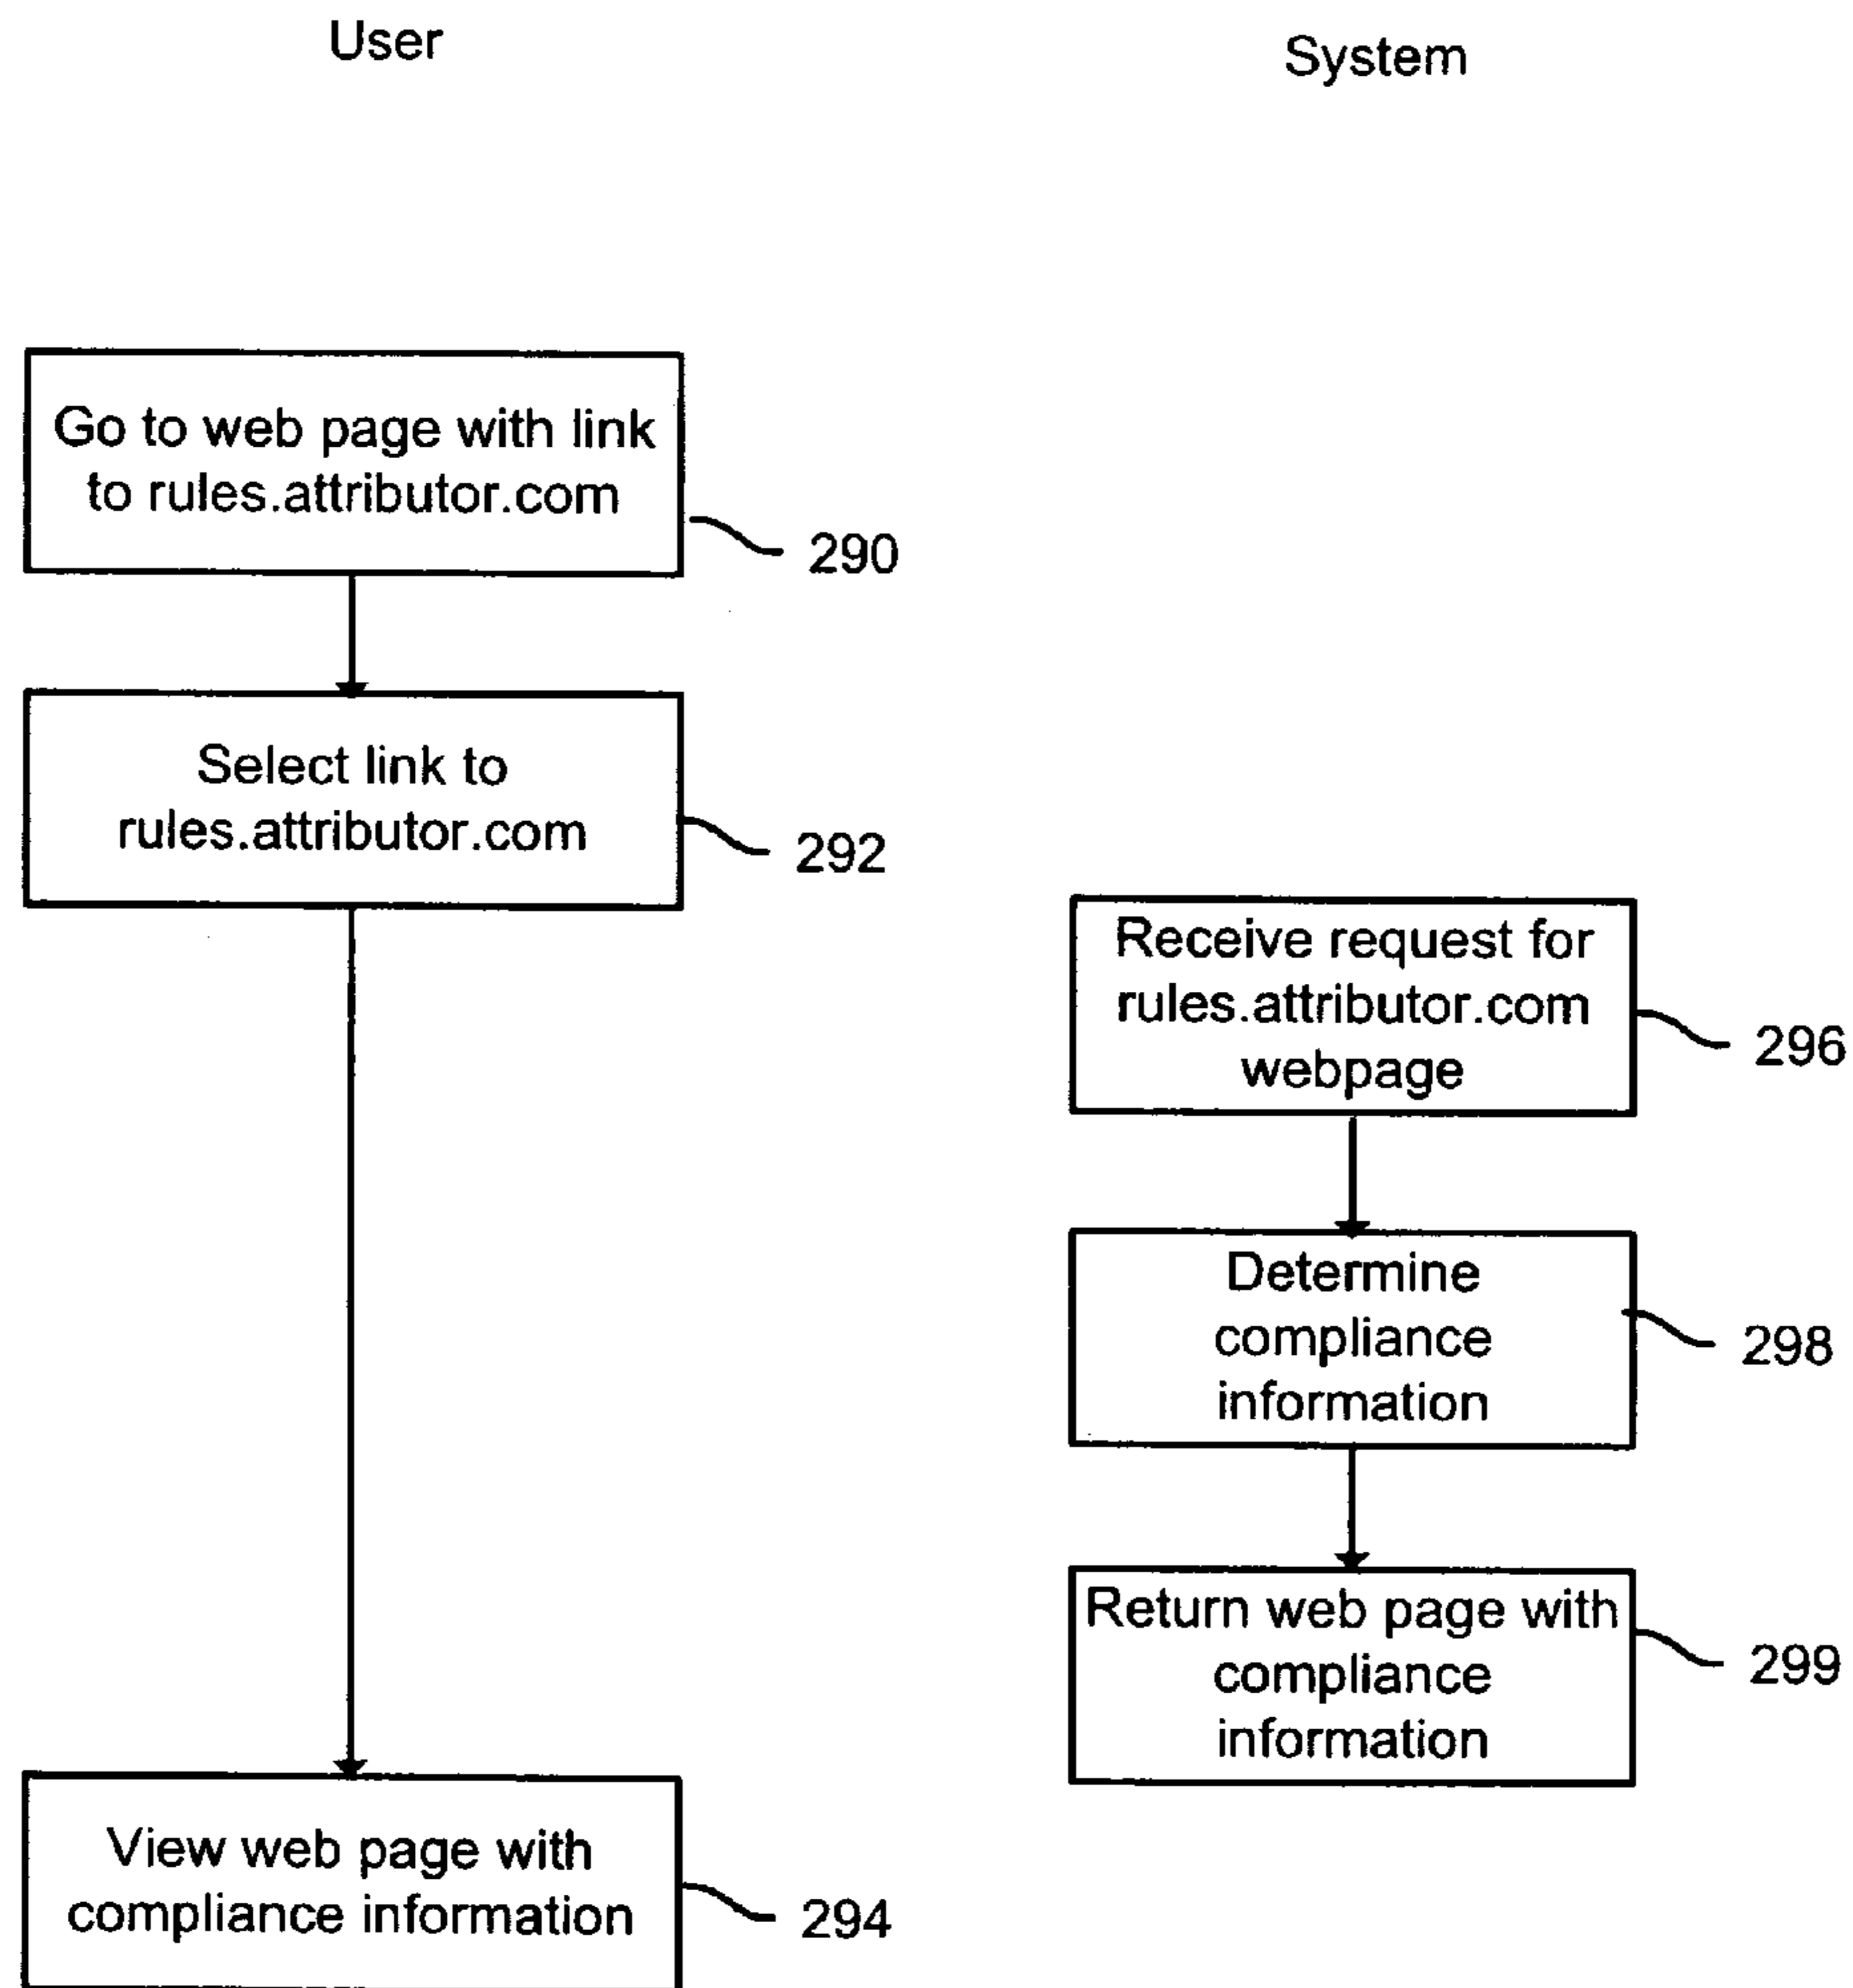 User
System
Go to web page with link
to rules.attributor.com
290
Select link to
rules.attributor.com
292
Receive request for
rules.attributor.com
webpage
296
Determine
compliance
information
298
Return web page with
compliance
information
299
View web page with
compliance information
294